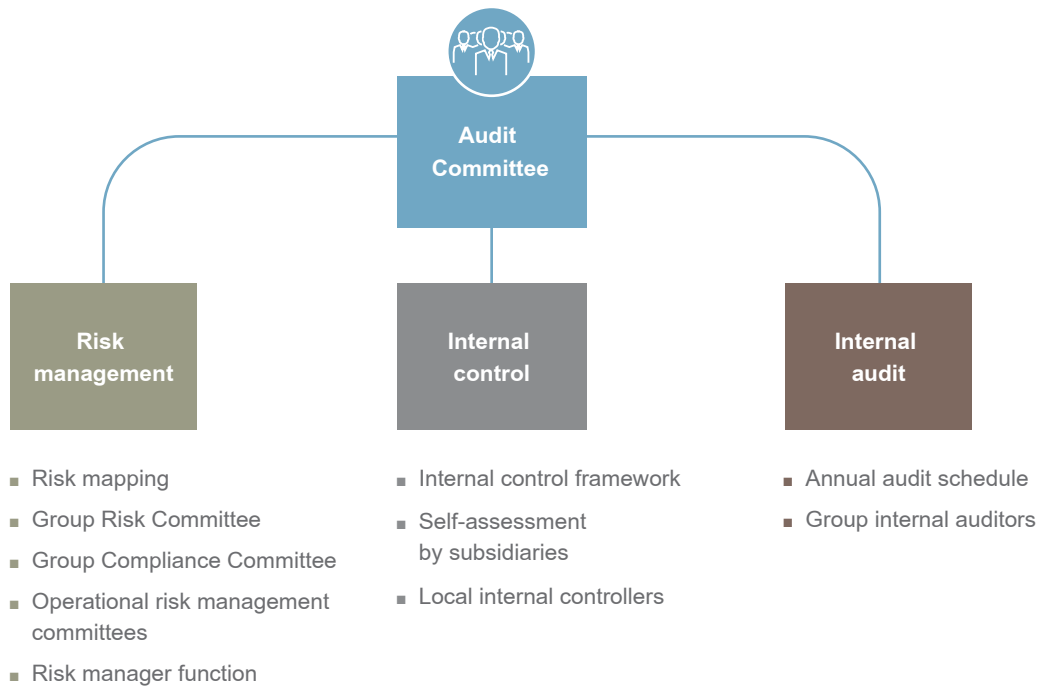 Audit
Committee
Risk
management
Internal
control
Internal
audit
Risk mapping
Group Risk Committee
Group Compliance Committee
Operational risk management
committees
Risk manager function
Internal control framework
Self-assessment
by subsidiaries
Local internal controllers
Annual audit schedule
Group internal auditors